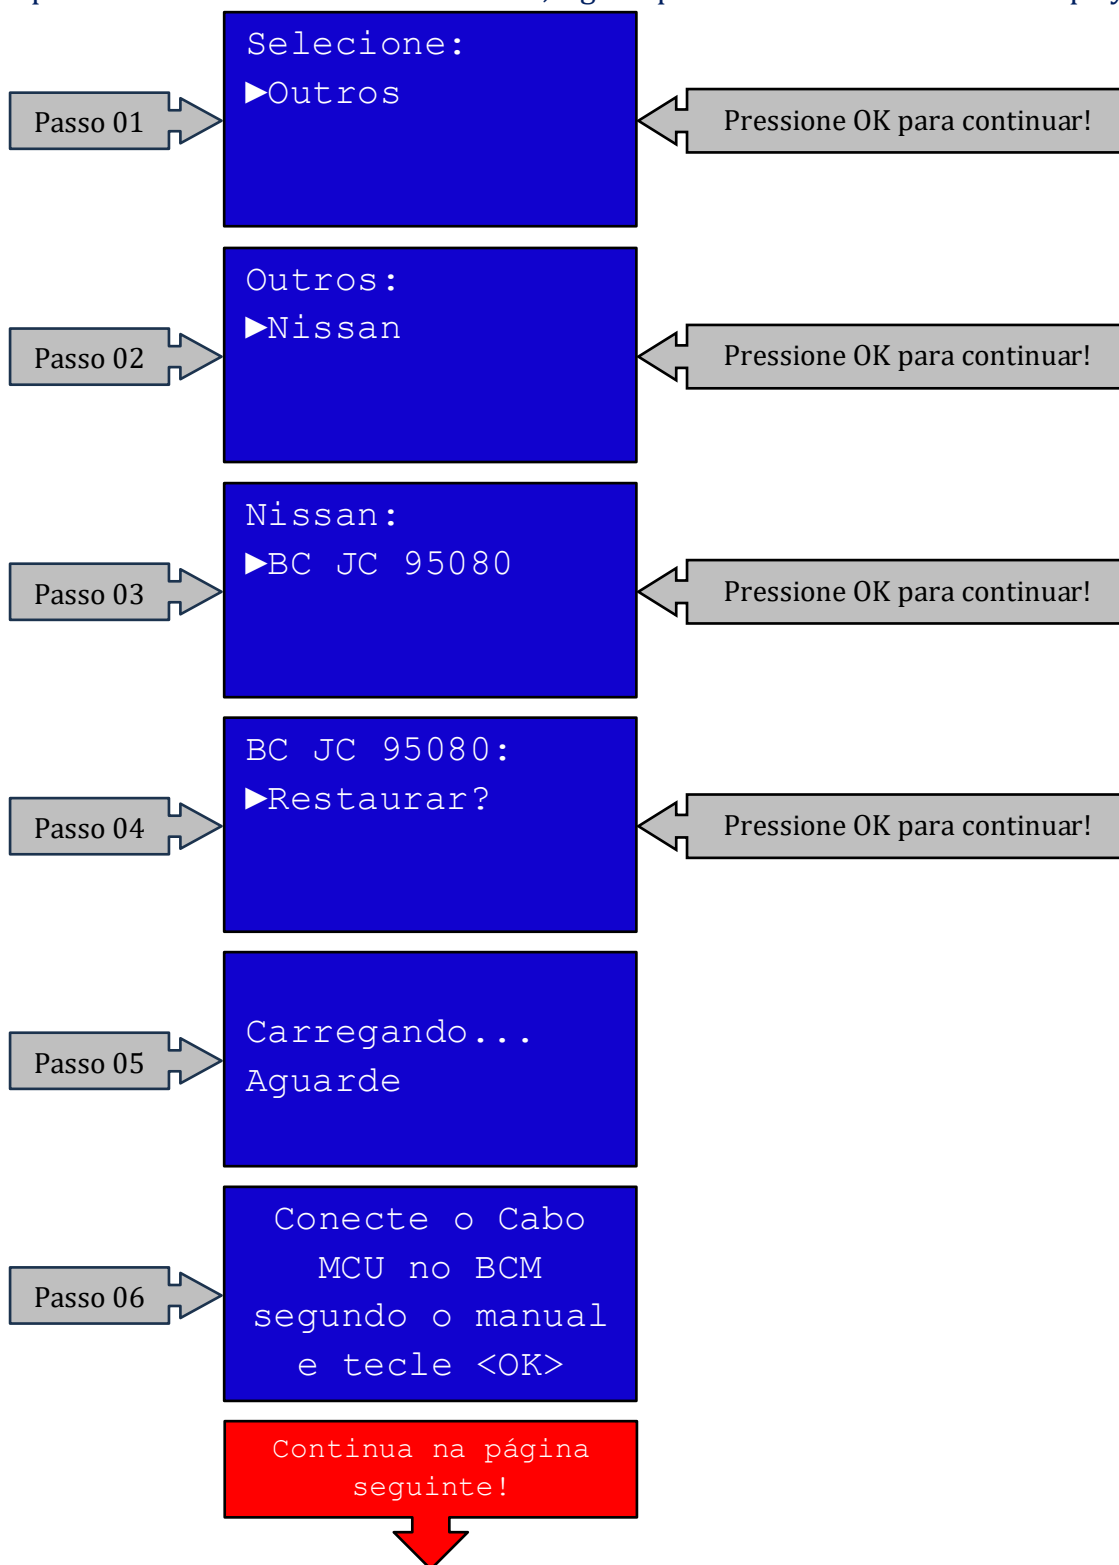 Selecione:
►Outros
Passo 01
Pressione OK para continuar!
Outros:
►Nissan
Passo 02
Pressione OK para continuar!
Nissan:
►BC JC 95080
Passo 03
Pressione OK para continuar!
BC JC 95080:
►Restaurar?
Passo 04
Pressione OK para continuar!
Carregando...
Aguarde
Passo 05
Conecte o Cabo
MCU no BCM
segundo o manual
e tecle <OK>
Passo 06
Continua na página
seguinte!